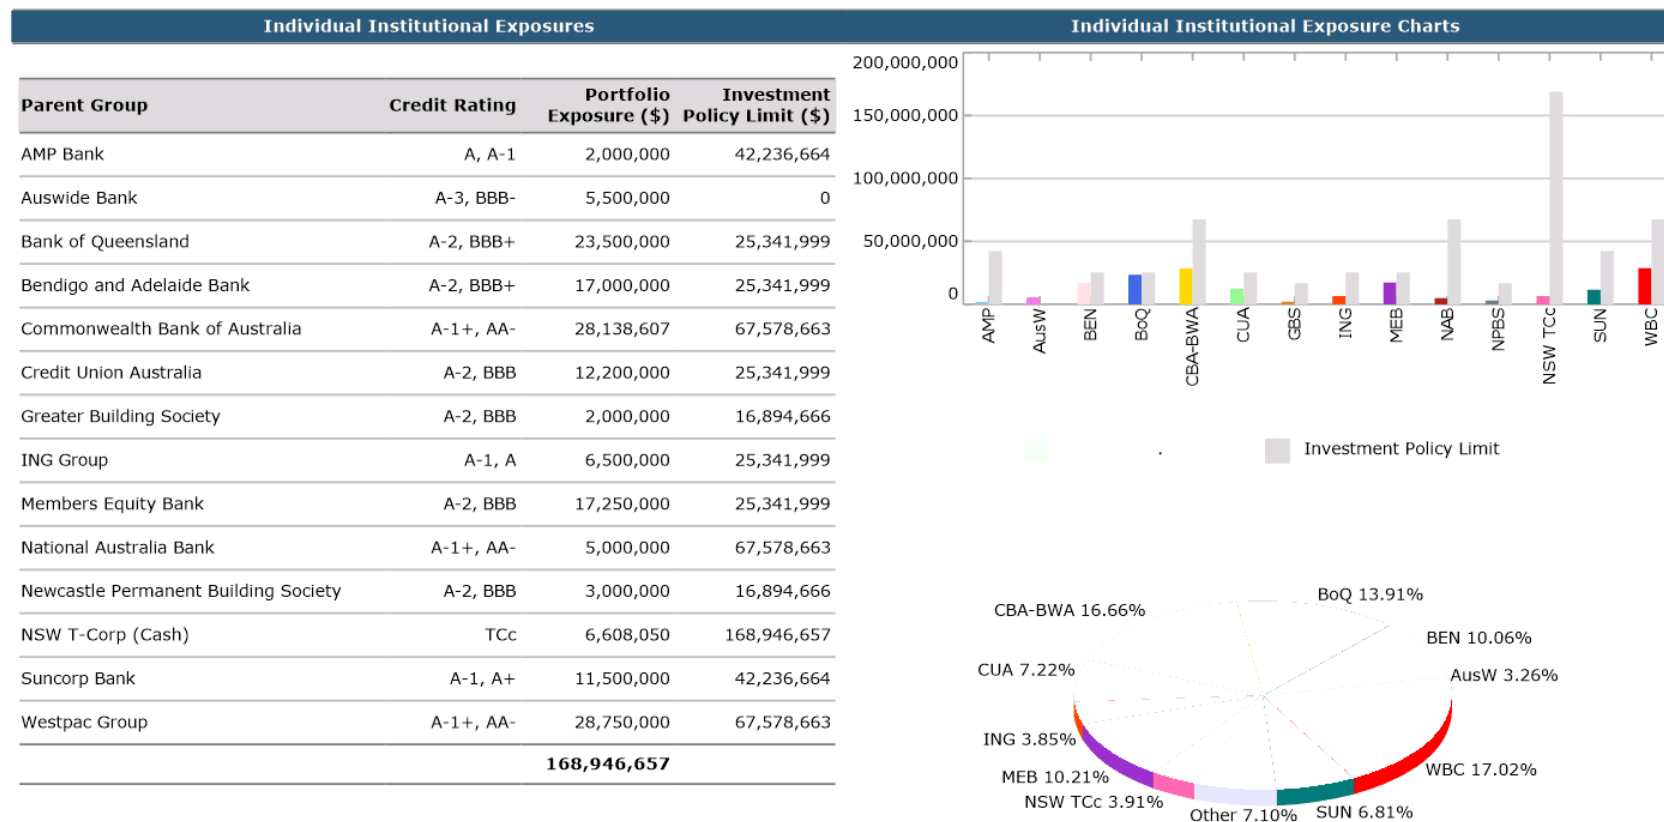 Individual Institutional Exposures
Parent Group Credit Rating Portfolio Exposure ($) Investment Policy Limit ($)
AMP Bank A, A-1 2,000,000 42,236,664
Auswide Bank A-3, BBB- 5,500,000 0
Bank of Queensland A-2, BBB+ 23,500,000 25,341,999
Bendigo and Adelaide Bank A-2, BBB+ 17,000,000 25,341,999
Commonwealth Bank of Australia A-1+, AA- 28,138,607 67,578,663
Credit Union Australia A-2, BBB 12,200,000 25,341,999
Greater Building Society A-2, BBB 2,000,000 16,894,666
ING Group A-1, A 6,500,000 25,341,999
Members Equity Bank A-2, BBB 17,250,000 25,341,999
National Australia Bank A-1+, AA- 5,000,000 67,578,663
Newcastle Permanent Building Society A-2, BBB 3,000,000 16,894,666
NSW T-Corp (Cash) TCc 6,608,050 168,946,657
Suncorp Bank A-1, A+ 11,500,000 42,236,664
Westpac Group A-1+, AA- 28,750,000 67,578,663
168,946,657
Individual Institutional Exposure Charts
200,000,000
150,000,000
100,000,000
50,000,000
0
AMP
AusW
BEN
BoQ
CBA-BWA
CUA
GBS
ING
MEB
NAB
NPBS
NSW TCc
SUN
WBC
. Investment Policy Limit
BoQ 13.91%
CBA-BWA 16.66%
BEN 10.06%
CUA 7.22%
AusW 3.26%
ING 3.85%
WBC 17.02%
MEB 10.21%
NSW TCc 3.91%
Other 7.10%
SUN 6.81%